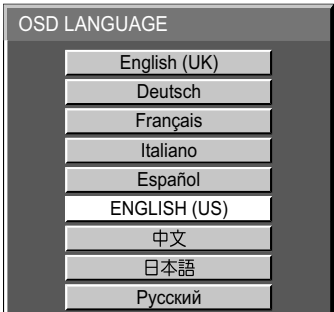 OSD LANGUAGE
English (UK)
Deutsch
Français
Italiano
Español
ENGLISH (US)
中文
日本語
Русский